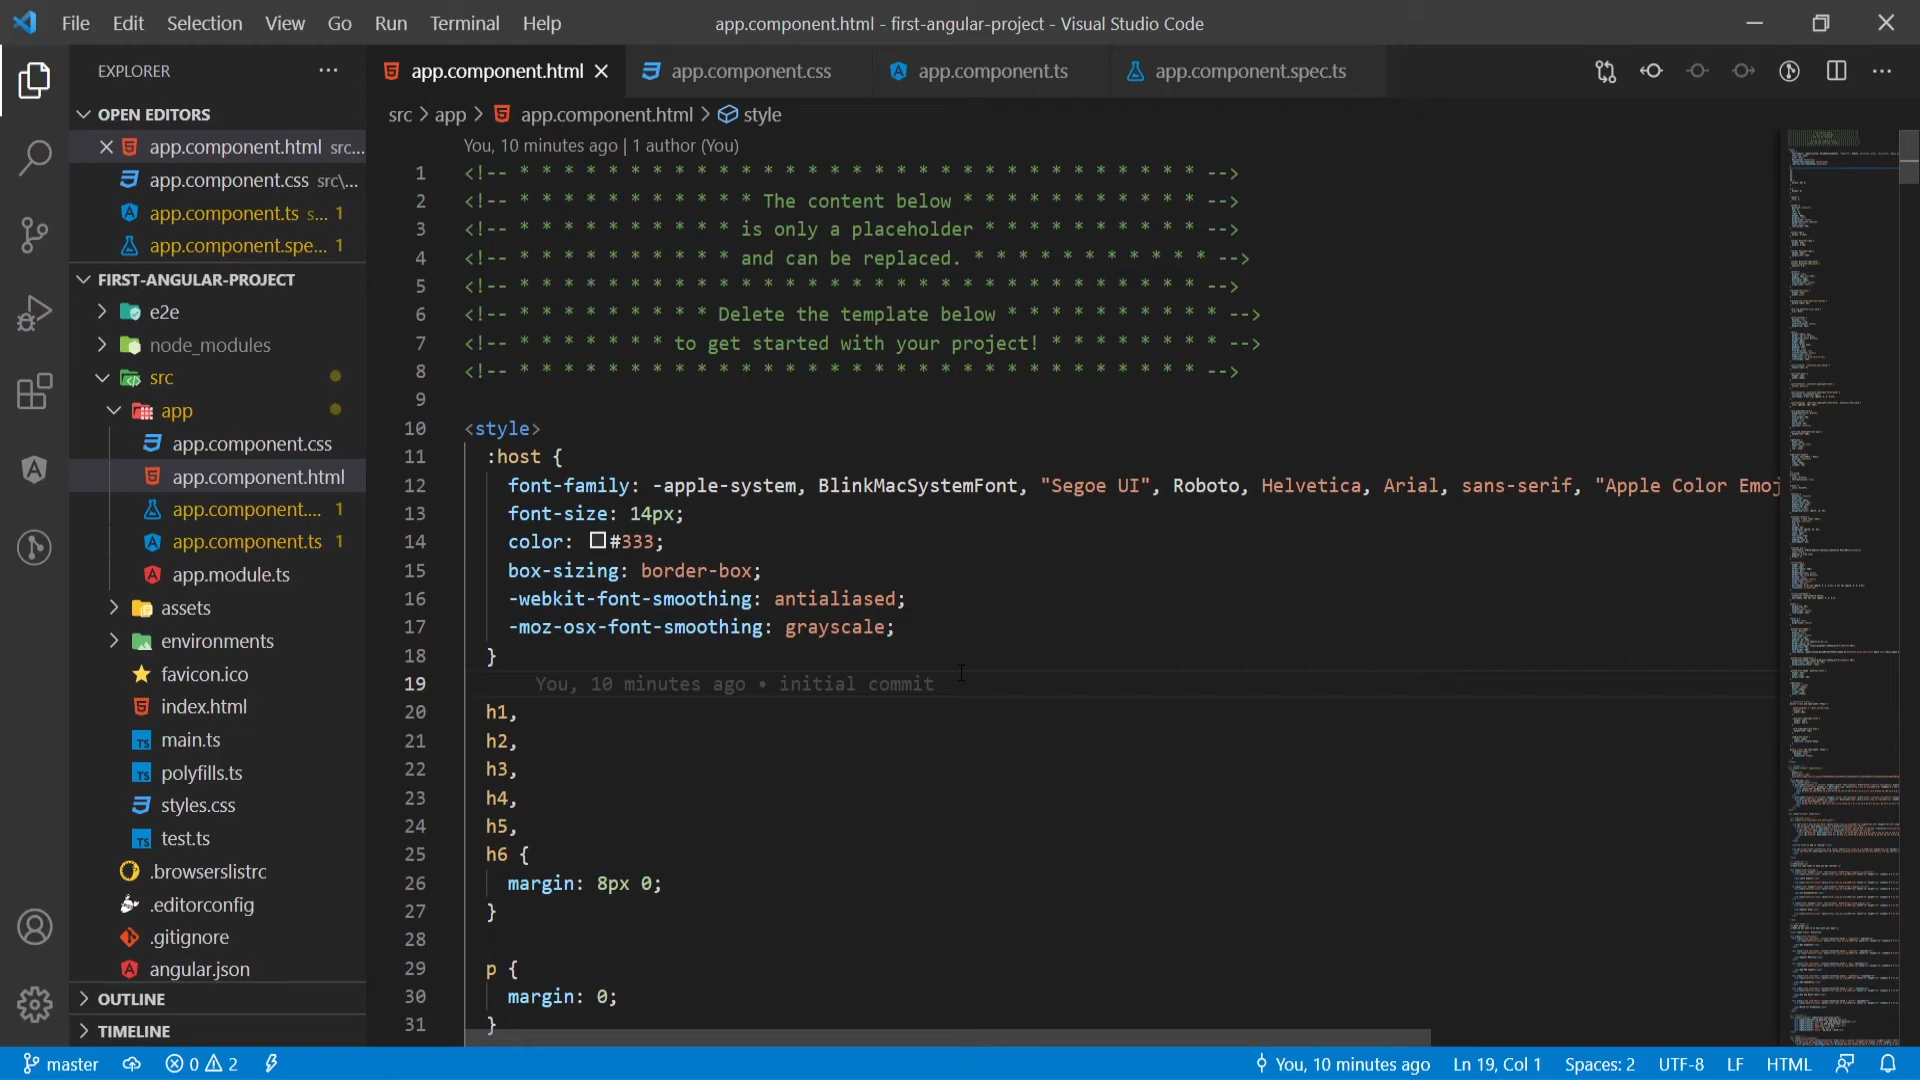 File Edit Selection View Go Run Terminal Help
app.component.html - first-angular-project - Visual Studio Code
EXPLORER
OPEN EDITORS
app.component.html src...
app.component.css src\...
app.component.ts s... 1
app.component.spe... 1
FIRST-ANGULAR-PROJECT
e2e
node_modules
src
app
app.component.css
app.component.html
app.component.... 1
app.component.ts 1
app.module.ts
assets
environments
favicon.ico
index.html
main.ts
polyfills.ts
styles.css
test.ts
.browserslistrc
.editorconfig
.gitignore
angular.json
OUTLINE
TIMELINE
app.component.html app.component.css app.component.ts app.component.spec.ts
src > app > app.component.html > style
You, 10 minutes ago | 1 author (You)
1 <!-- * * * * * * * * * * * * * * * * * * * * * * * * * * * * * * * -->
2 <!-- * * * * * * * * * * * The content below * * * * * * * * * * * -->
3 <!-- * * * * * * * * * * is only a placeholder * * * * * * * * * * -->
4 <!-- * * * * * * * * * * and can be replaced. * * * * * * * * * * * -->
5 <!-- * * * * * * * * * * * * * * * * * * * * * * * * * * * * * * * -->
6 <!-- * * * * * * * * * Delete the template below * * * * * * * * * * -->
7 <!-- * * * * * * * to get started with your project! * * * * * * * * -->
8 <!-- * * * * * * * * * * * * * * * * * * * * * * * * * * * * * * * -->
9
10 <style>
11 :host {
12 font-family: -apple-system, BlinkMacSystemFont, "Segoe UI", Roboto, Helvetica, Arial, sans-serif, "Apple Color Emoj
13 font-size: 14px;
14 color: #333;
15 box-sizing: border-box;
16 -webkit-font-smoothing: antialiased;
17 -moz-osx-font-smoothing: grayscale;
18 }
19 You, 10 minutes ago • initial commit
20 h1,
21 h2,
22 h3,
23 h4,
24 h5,
25 h6 {
26 margin: 8px 0;
27 }
28
29 p {
30 margin: 0;
31 }
master 0 2 You, 10 minutes ago Ln 19, Col 1 Spaces: 2 UTF-8 LF HTML